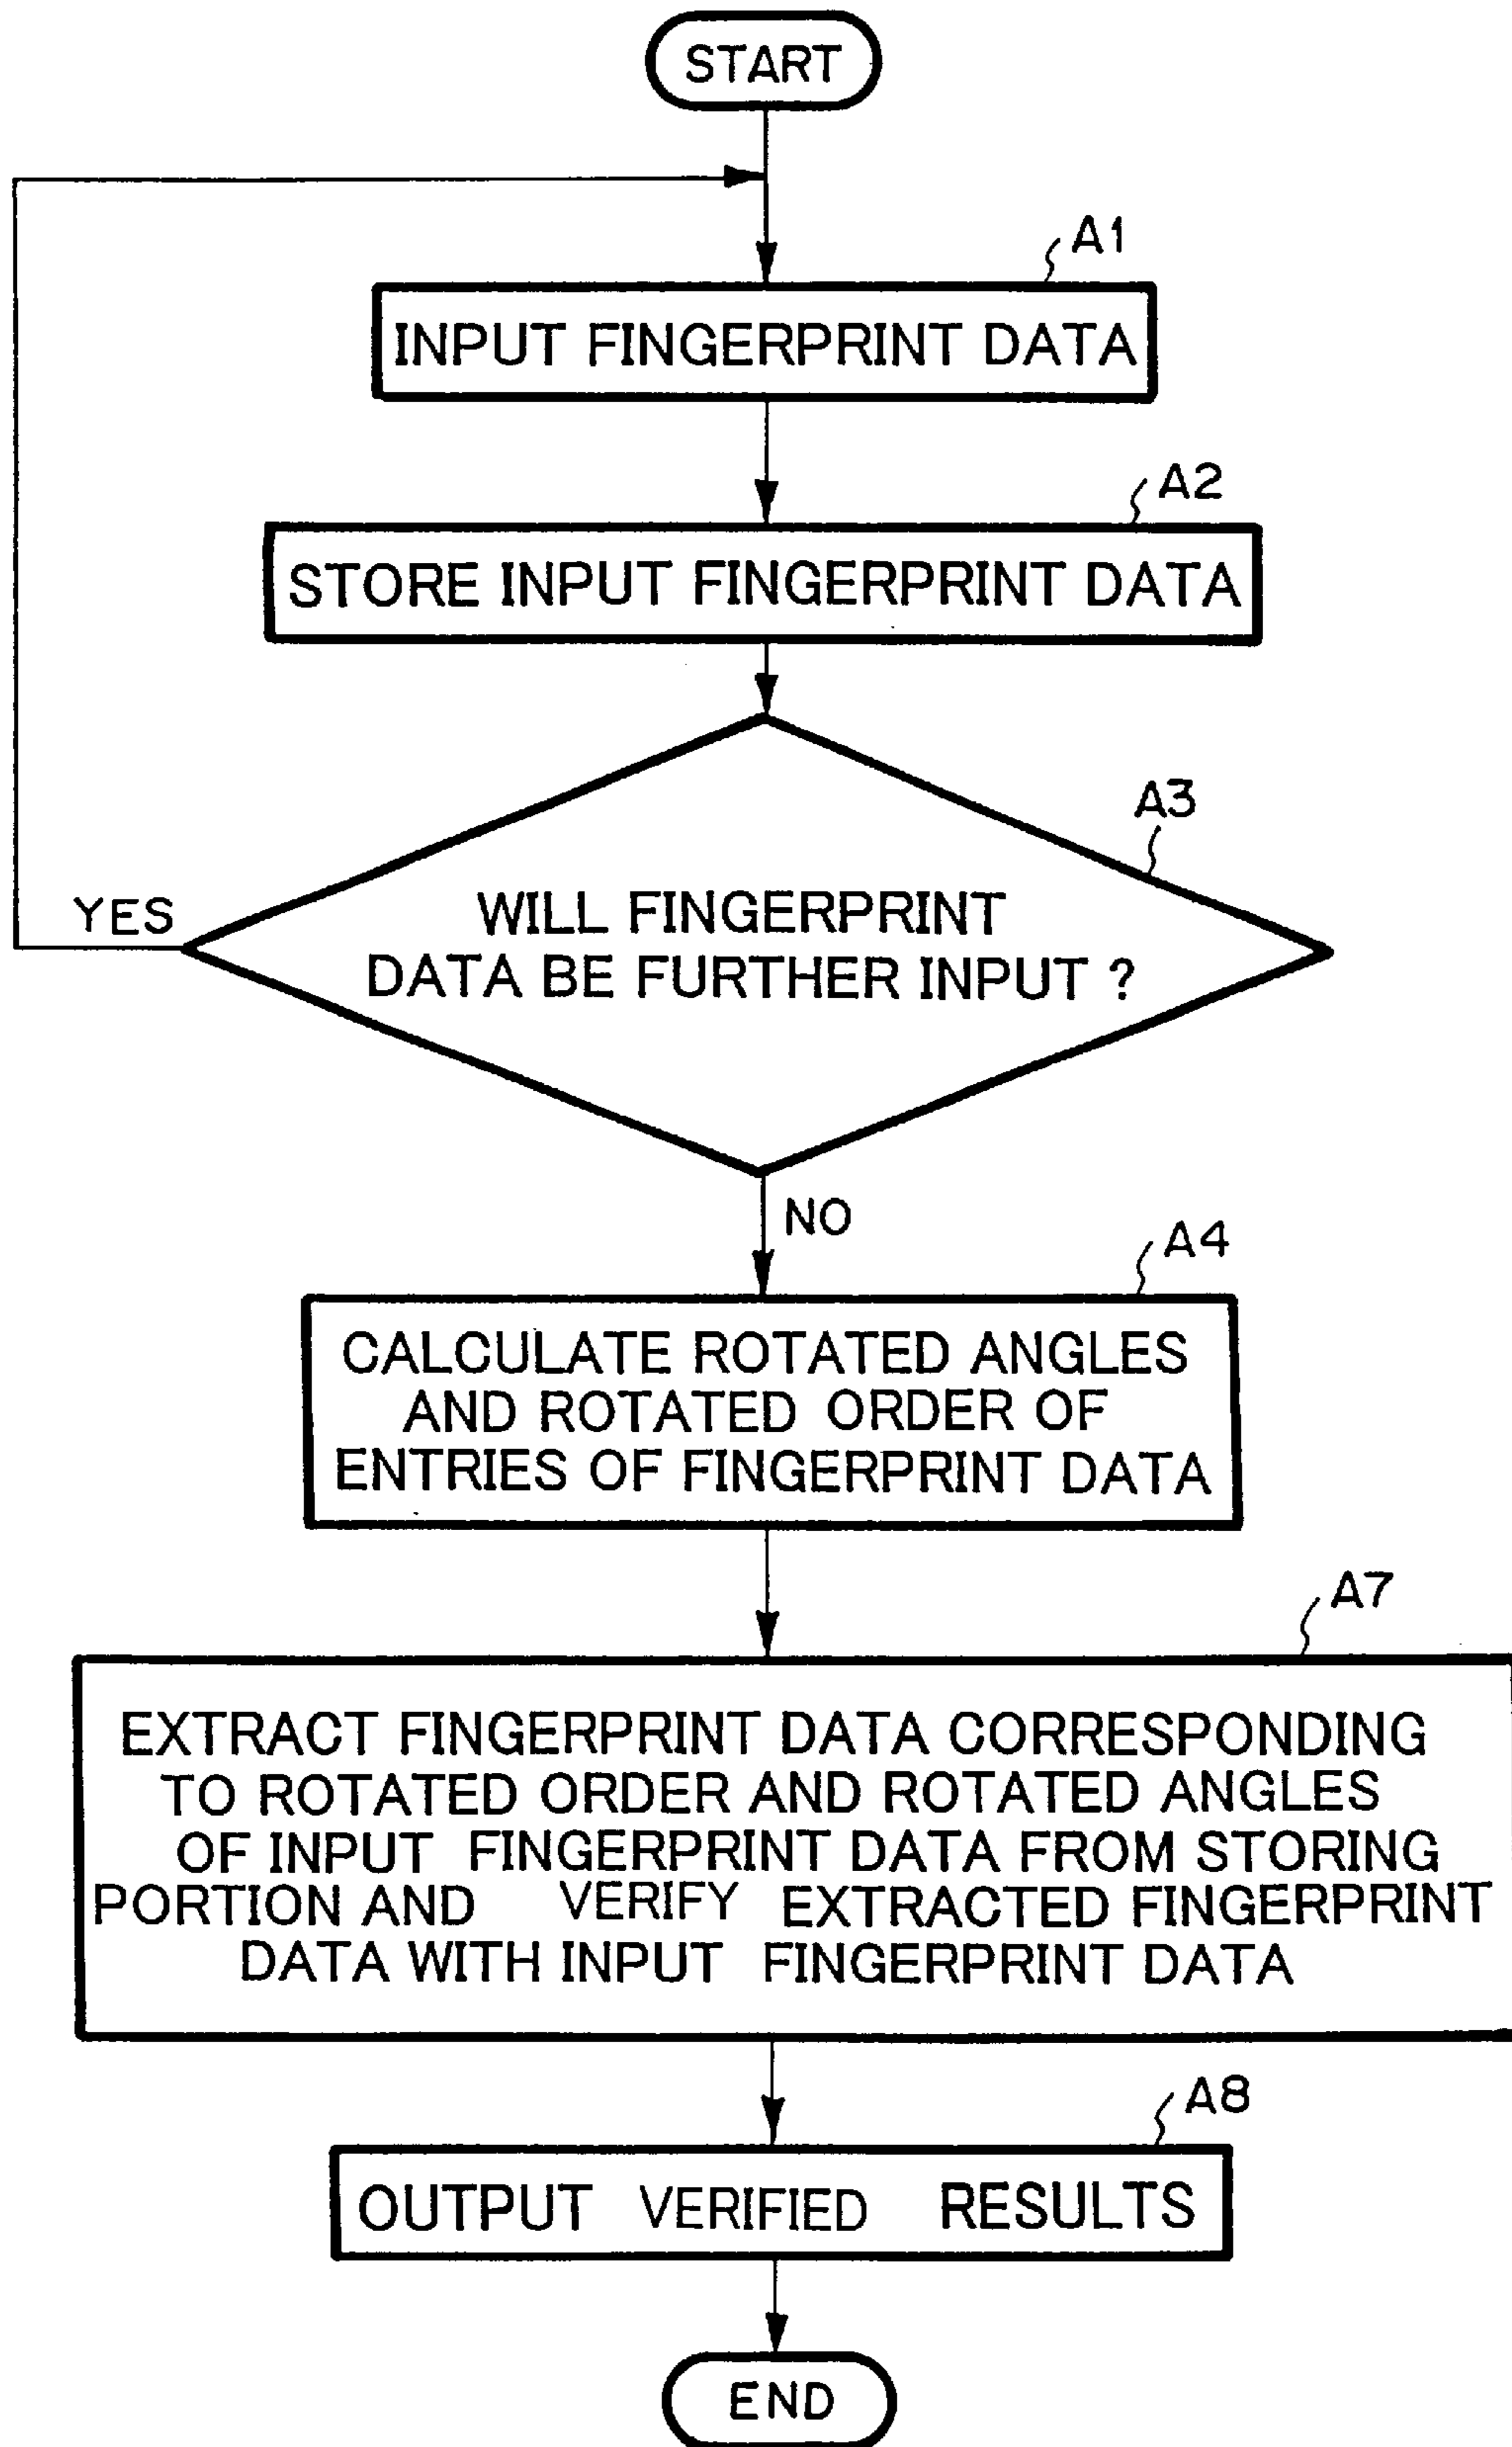 START
A1
INPUT FINGERPRINT DATA
A2
STORE INPUT FINGERPRINT DATA
A3
WILL FINGERPRINT
DATA BE FURTHER INPUT ?
YES
NO
A4
CALCULATE ROTATED ANGLES
AND ROTATED ORDER OF
ENTRIES OF FINGERPRINT DATA
A7
EXTRACT FINGERPRINT DATA CORRESPONDING
TO ROTATED ORDER AND ROTATED ANGLES
OF INPUT FINGERPRINT DATA FROM STORING
PORTION AND VERIFY EXTRACTED FINGERPRINT
DATA WITH INPUT FINGERPRINT DATA
A8
OUTPUT VERIFIED RESULTS
END